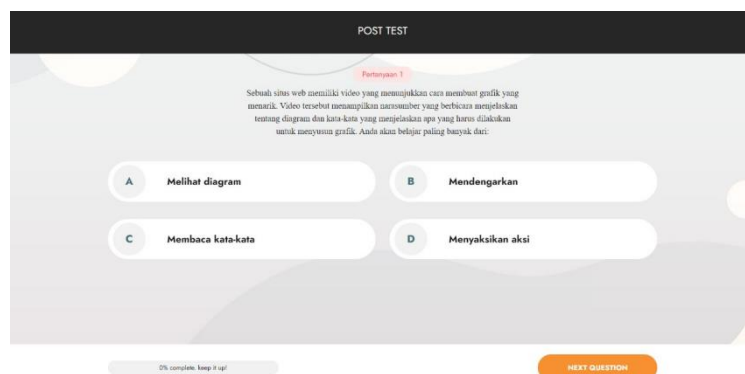 POST TEST
Pertanyaan 1
Sebuah situs web memiliki video yang menunjukkan cara membuat grafik yang
menarik. Video tersebut menampilkan narasumber yang berbicara menjelaskan
tentang diagram dan kata-kata yang menjelaskan apa yang harus dilakukan
untuk menyusun grafik. Anda akan belajar paling banyak dari:
A Melihat diagram
B Mendengarkan
C Membaca kata-kata
D Menyaksikan aksi
0% complete. keep it up!
NEXT QUESTION